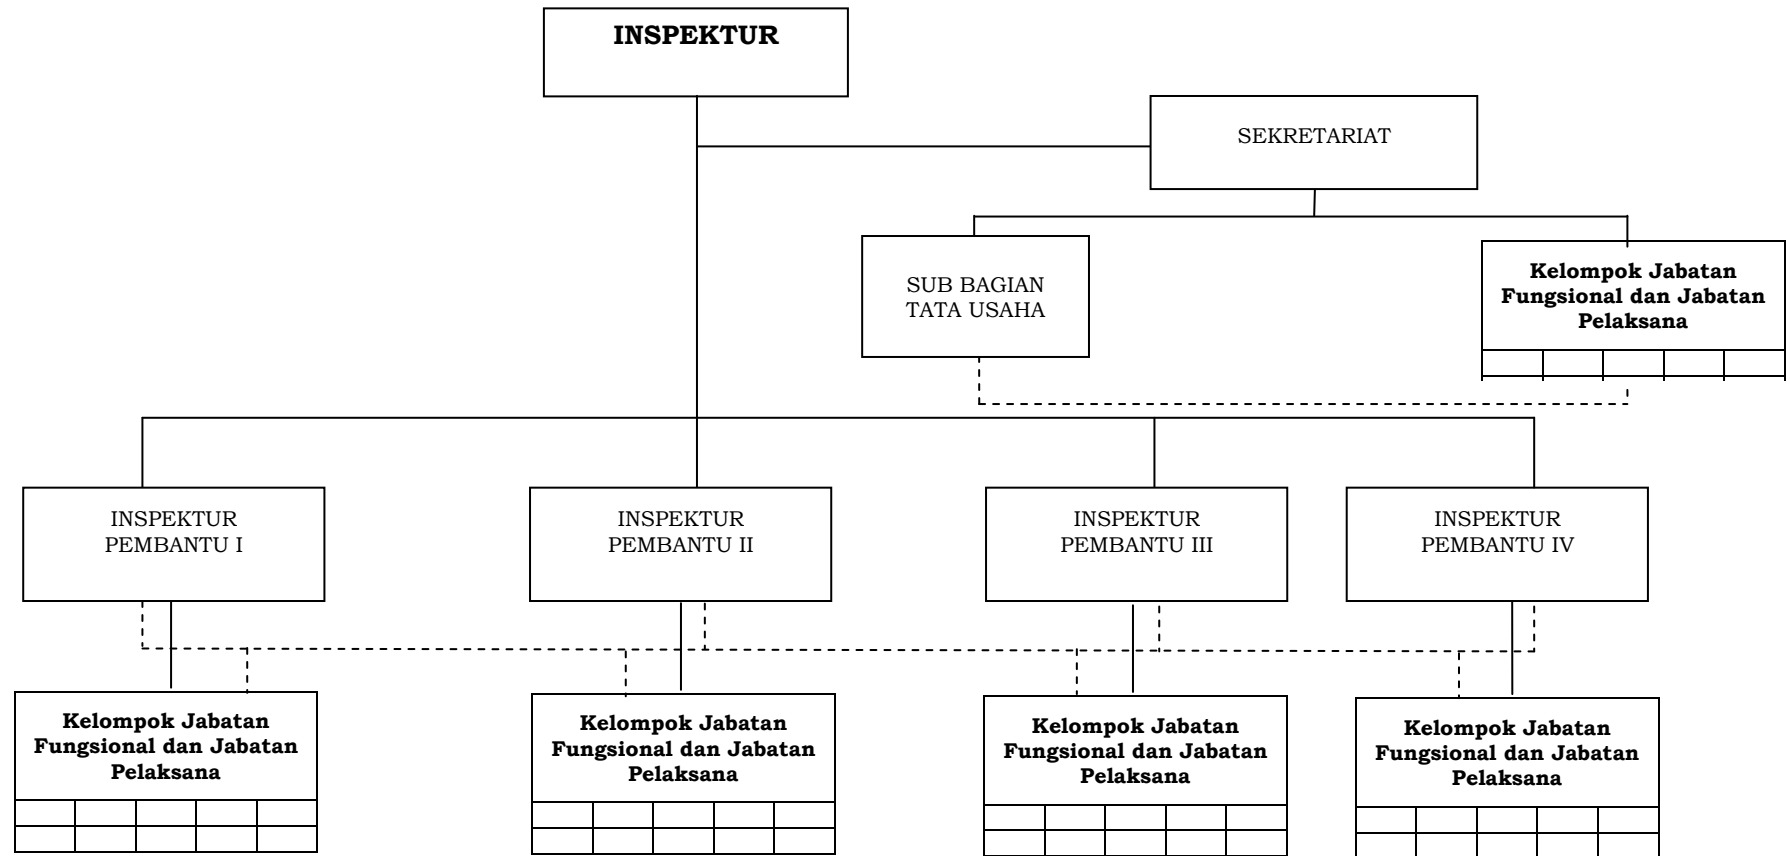 INSPEKTUR
SEKRETARIAT
SUB BAGIAN
TATA USAHA
Kelompok Jabatan
Fungsional dan Jabatan
Pelaksana
INSPEKTUR
PEMBANTU I
INSPEKTUR
PEMBANTU II
INSPEKTUR
PEMBANTU III
INSPEKTUR
PEMBANTU IV
Kelompok Jabatan
Fungsional dan Jabatan
Pelaksana
Kelompok Jabatan
Fungsional dan Jabatan
Pelaksana
Kelompok Jabatan
Fungsional dan Jabatan
Pelaksana
Kelompok Jabatan
Fungsional dan Jabatan
Pelaksana